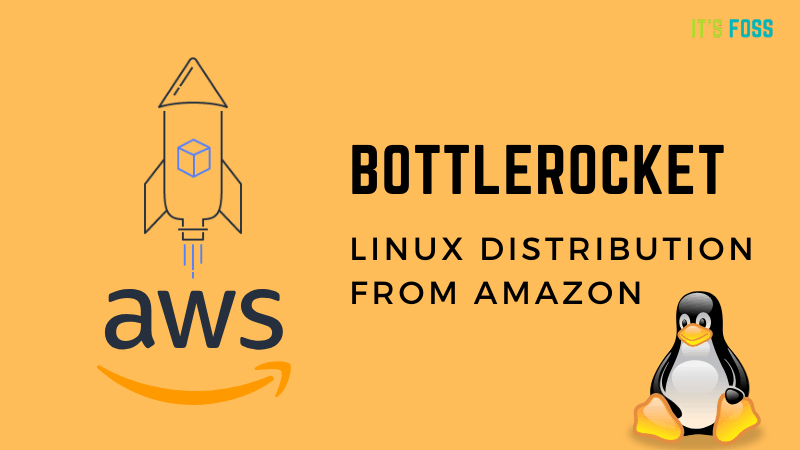 IT'S FOSS
BOTTLEROCKET
LINUX DISTRIBUTION
FROM AMAZON
aws